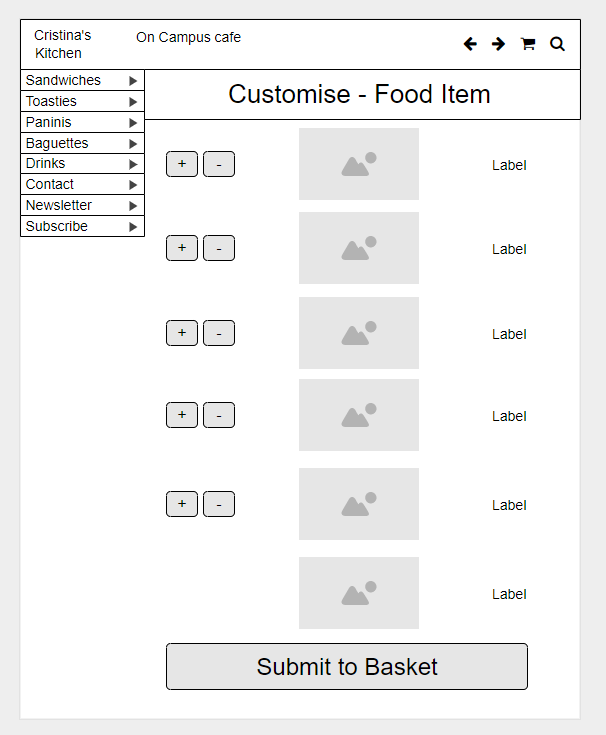 Cristina's
Kitchen
On Campus cafe
Sandwiches
Toasties
Paninis
Baguettes
Drinks
Contact
Newsletter
Subscribe
Customise - Food Item
+ - Label
+ - Label
+ - Label
+ - Label
+ - Label
Label
Submit to Basket